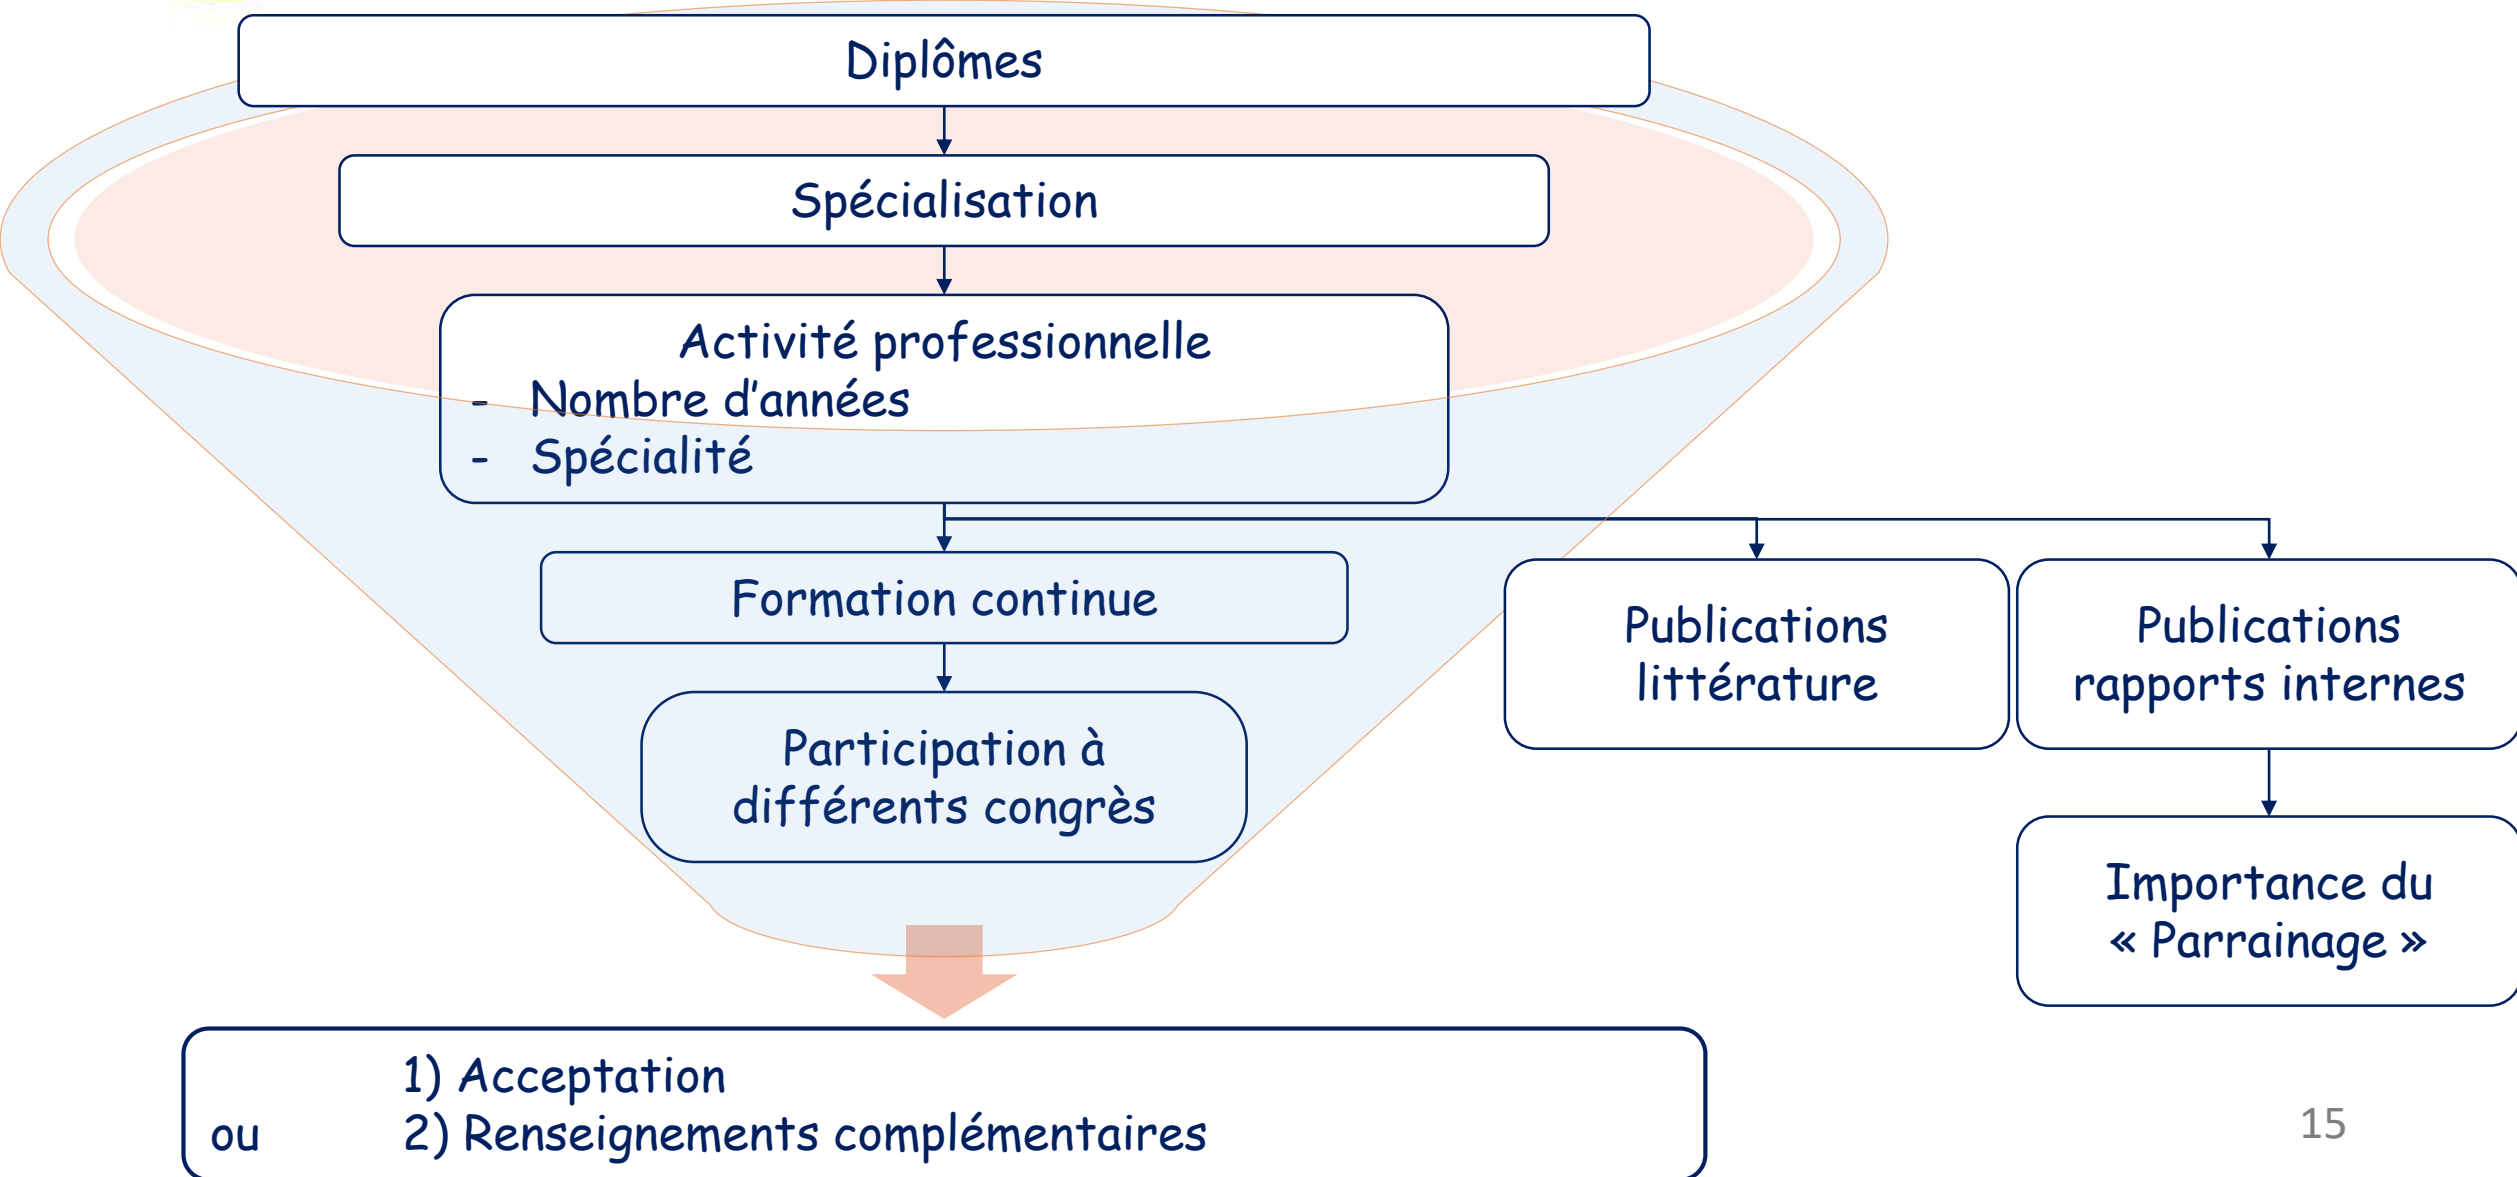 Diplômes
Spécialisation
Activité professionnelle
- Nombre d'années
- Spécialité
Formation continue
Participation à
différents congrès
Publications
littérature
Publications
rapports internes
Importance du
« Parrainage »
1) Acceptation
ou 2) Renseignements complémentaires
15